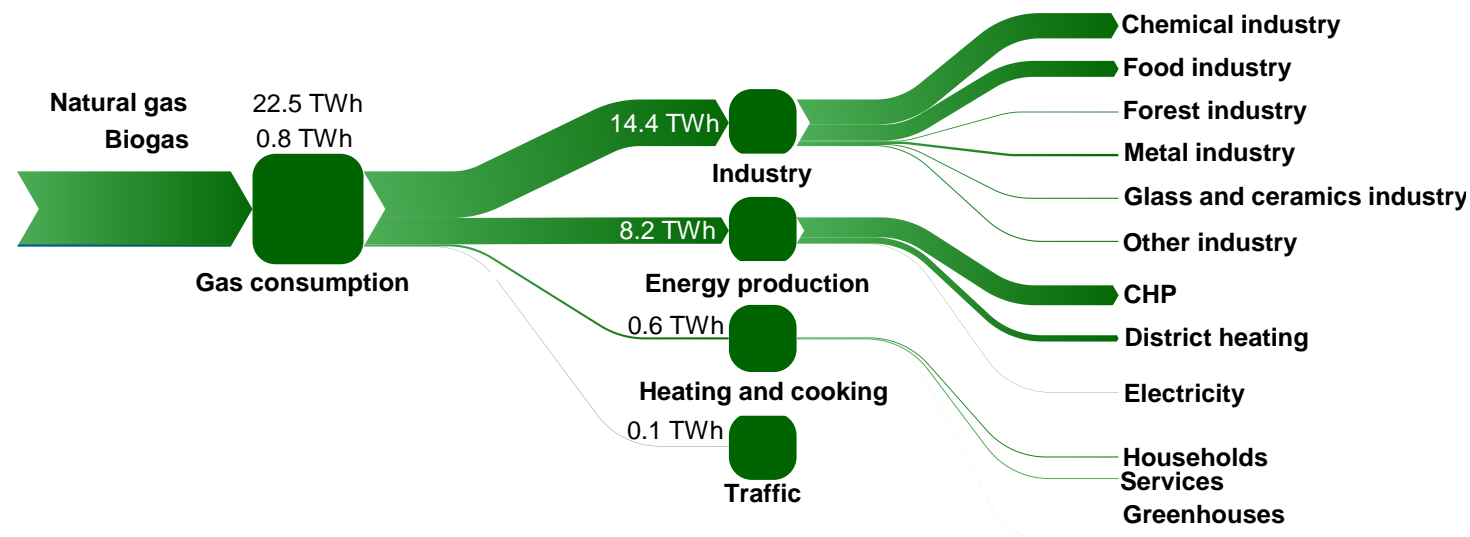 Natural gas 22.5 TWh
Biogas 0.8 TWh
Gas consumption
14.4 TWh
Industry
8.2 TWh
Energy production
0.6 TWh
Heating and cooking
0.1 TWh
Traffic
Chemical industry
Food industry
Forest industry
Metal industry
Glass and ceramics industry
Other industry
CHP
District heating
Electricity
Households
Services
Greenhouses